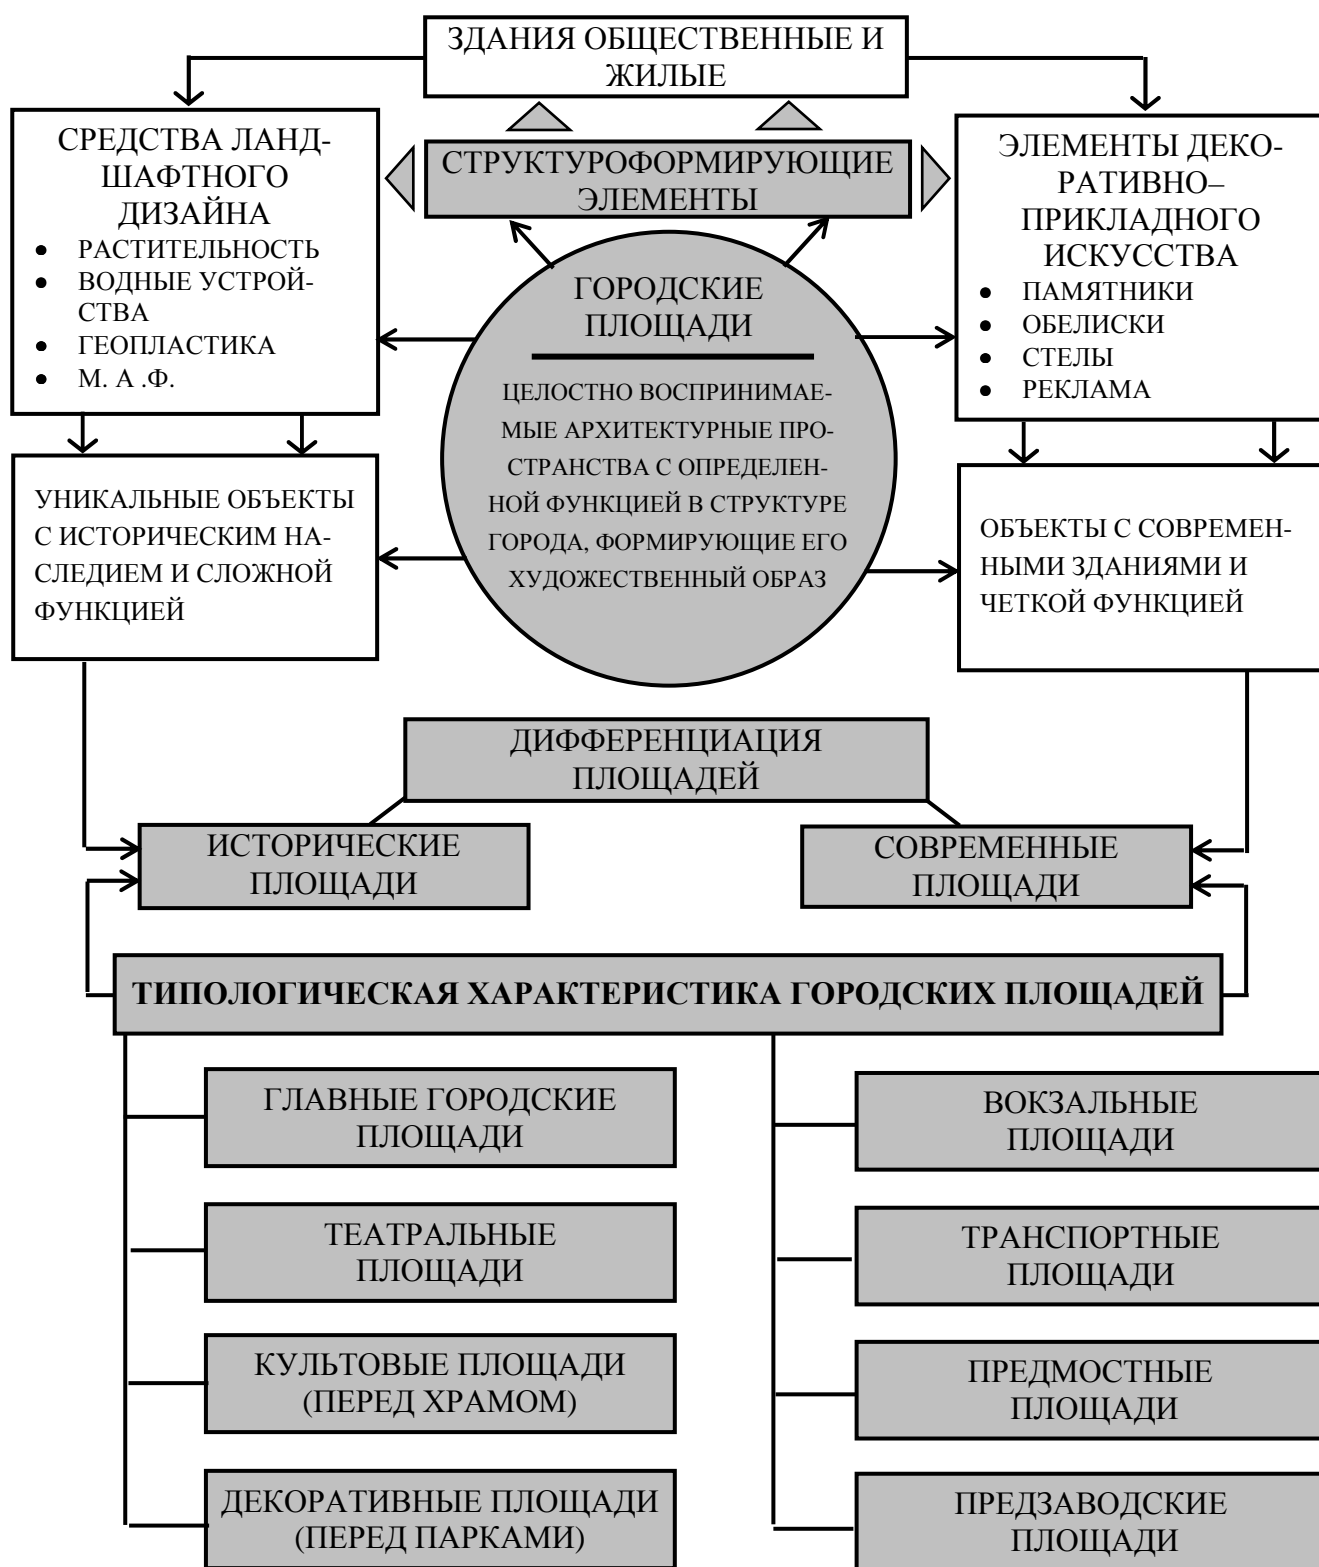 ЗДАНИЯ ОБЩЕСТВЕННЫЕ И
ЖИЛЫЕ
СРЕДСТВА ЛАНД-
ШАФТНОГО
ДИЗАЙНА
• РАСТИТЕЛЬНОСТЬ
• ВОДНЫЕ УСТРОЙ-
СТВА
• ГЕОПЛАСТИКА
• М. А .Ф.
СТРУКТУРОФОРМИРУЮЩИЕ
ЭЛЕМЕНТЫ
ЭЛЕМЕНТЫ ДЕКО-
РАТИВНО–
ПРИКЛАДНОГО
ИСКУССТВА
• ПАМЯТНИКИ
• ОБЕЛИСКИ
• СТЕЛЫ
• РЕКЛАМА
ГОРОДСКИЕ
ПЛОЩАДИ
ЦЕЛОСТНО ВОСПРИНИМАЕ-
МЫЕ АРХИТЕКТУРНЫЕ ПРО-
СТРАНСТВА С ОПРЕДЕЛЕН-
НОЙ ФУНКЦИЕЙ В СТРУКТУРЕ
ГОРОДА, ФОРМИРУЮЩИЕ ЕГО
ХУДОЖЕСТВЕННЫЙ ОБРАЗ
УНИКАЛЬНЫЕ ОБЪЕКТЫ
С ИСТОРИЧЕСКИМ НА-
СЛЕДИЕМ И СЛОЖНОЙ
ФУНКЦИЕЙ
ОБЪЕКТЫ С СОВРЕМЕН-
НЫМИ ЗДАНИЯМИ И
ЧЕТКОЙ ФУНКЦИЕЙ
ДИФФЕРЕНЦИАЦИЯ
ПЛОЩАДЕЙ
ИСТОРИЧЕСКИЕ
ПЛОЩАДИ
СОВРЕМЕННЫЕ
ПЛОЩАДИ
ТИПОЛОГИЧЕСКАЯ ХАРАКТЕРИСТИКА ГОРОДСКИХ ПЛОЩАДЕЙ
ГЛАВНЫЕ ГОРОДСКИЕ
ПЛОЩАДИ
ТЕАТРАЛЬНЫЕ
ПЛОЩАДИ
КУЛЬТОВЫЕ ПЛОЩАДИ
(ПЕРЕД ХРАМОМ)
ДЕКОРАТИВНЫЕ ПЛОЩАДИ
(ПЕРЕД ПАРКАМИ)
ВОКЗАЛЬНЫЕ
ПЛОЩАДИ
ТРАНСПОРТНЫЕ
ПЛОЩАДИ
ПРЕДМОСТНЫЕ
ПЛОЩАДИ
ПРЕДЗАВОДСКИЕ
ПЛОЩАДИ